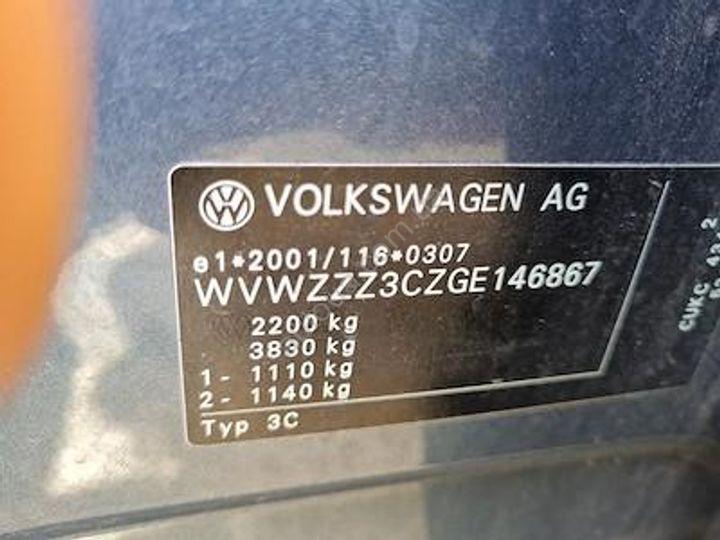 VOLKSWAGEN AG
e1*2001/116*0307
WVWZZZ3CZGE146867
2200 kg
3830 kg
1- 1110 kg
2- 1140 kg
Typ 3C
CUKC